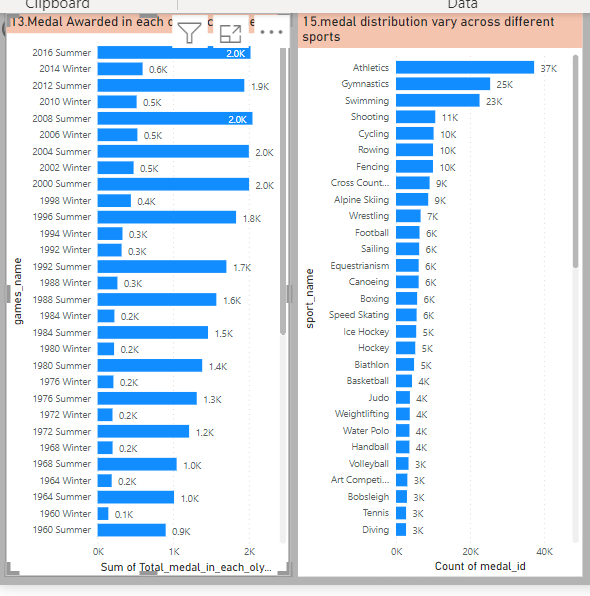 Clipboard
Data
13.Medal Awarded in each o
2016 Summer 2.0K
2014 Winter 0.6K
2012 Summer 1.9K
2010 Winter 0.5K
2008 Summer 2.0K
2006 Winter 0.5K
2004 Summer 2.0K
2002 Winter 0.5K
2000 Summer 2.0K
1998 Winter 0.4K
1996 Summer 1.8K
1994 Winter 0.3K
1992 Winter 0.3K
1992 Summer 1.7K
1988 Winter 0.3K
1988 Summer 1.6K
1984 Winter 0.2K
1984 Summer 1.5K
1980 Winter 0.2K
1980 Summer 1.4K
1976 Winter 0.2K
1976 Summer 1.3K
1972 Winter 0.2K
1972 Summer 1.2K
1968 Winter 0.2K
1968 Summer 1.0K
1964 Winter 0.2K
1964 Summer 1.0K
1960 Winter 0.1K
1960 Summer 0.9K
games_name
0K 1K 2K
Sum of Total_medal_in_each_oly...
15.medal distribution vary across different
sports
Athletics 37K
Gymnastics 25K
Swimming 23K
Shooting 11K
Cycling 10K
Rowing 10K
Fencing 10K
Cross Count... 9K
Alpine Skiing 9K
Wrestling 7K
Football 6K
Sailing 6K
Equestrianism 6K
Canoeing 6K
Boxing 6K
Speed Skating 6K
Ice Hockey 5K
Hockey 5K
Biathlon 5K
Basketball 4K
Judo 4K
Weightlifting 4K
Water Polo 4K
Handball 4K
Volleyball 3K
Art Competi... 3K
Bobsleigh 3K
Tennis 3K
Diving 3K
sport_name
0K 20K 40K
Count of medal_id